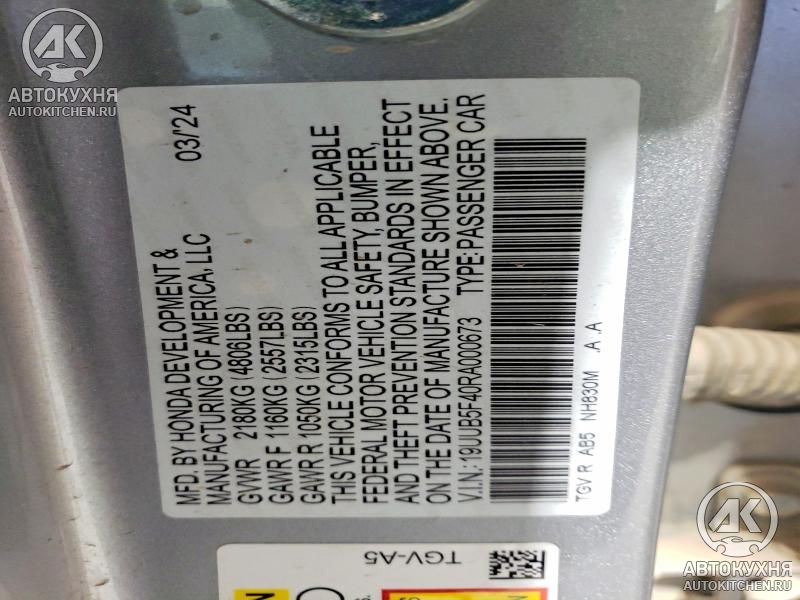 AK
АВТОКУХНЯ
AUTOKITCHEN.RU
MFD. BY HONDA DEVELOPMENT & 03/'24
MANUFACTURING OF AMERICA, LLC
GVWR 2180KG (4806LBS)
GAWR F 1160KG (2557LBS)
GAWR R 1050KG (2315LBS)
THIS VEHICLE CONFORMS TO ALL APPLICABLE
FEDERAL MOTOR VEHICLE SAFETY, BUMPER,
AND THEFT PREVENTION STANDARDS IN EFFECT
ON THE DATE OF MANUFACTURE SHOWN ABOVE.
V.I.N.: 19UUB5F40RA000673 TYPE:PASSENGER CAR
TGV R AB5 NH830M .A .A
TGV-A5
AK
АВТОКУХНЯ
AUTOKITCHEN.RU